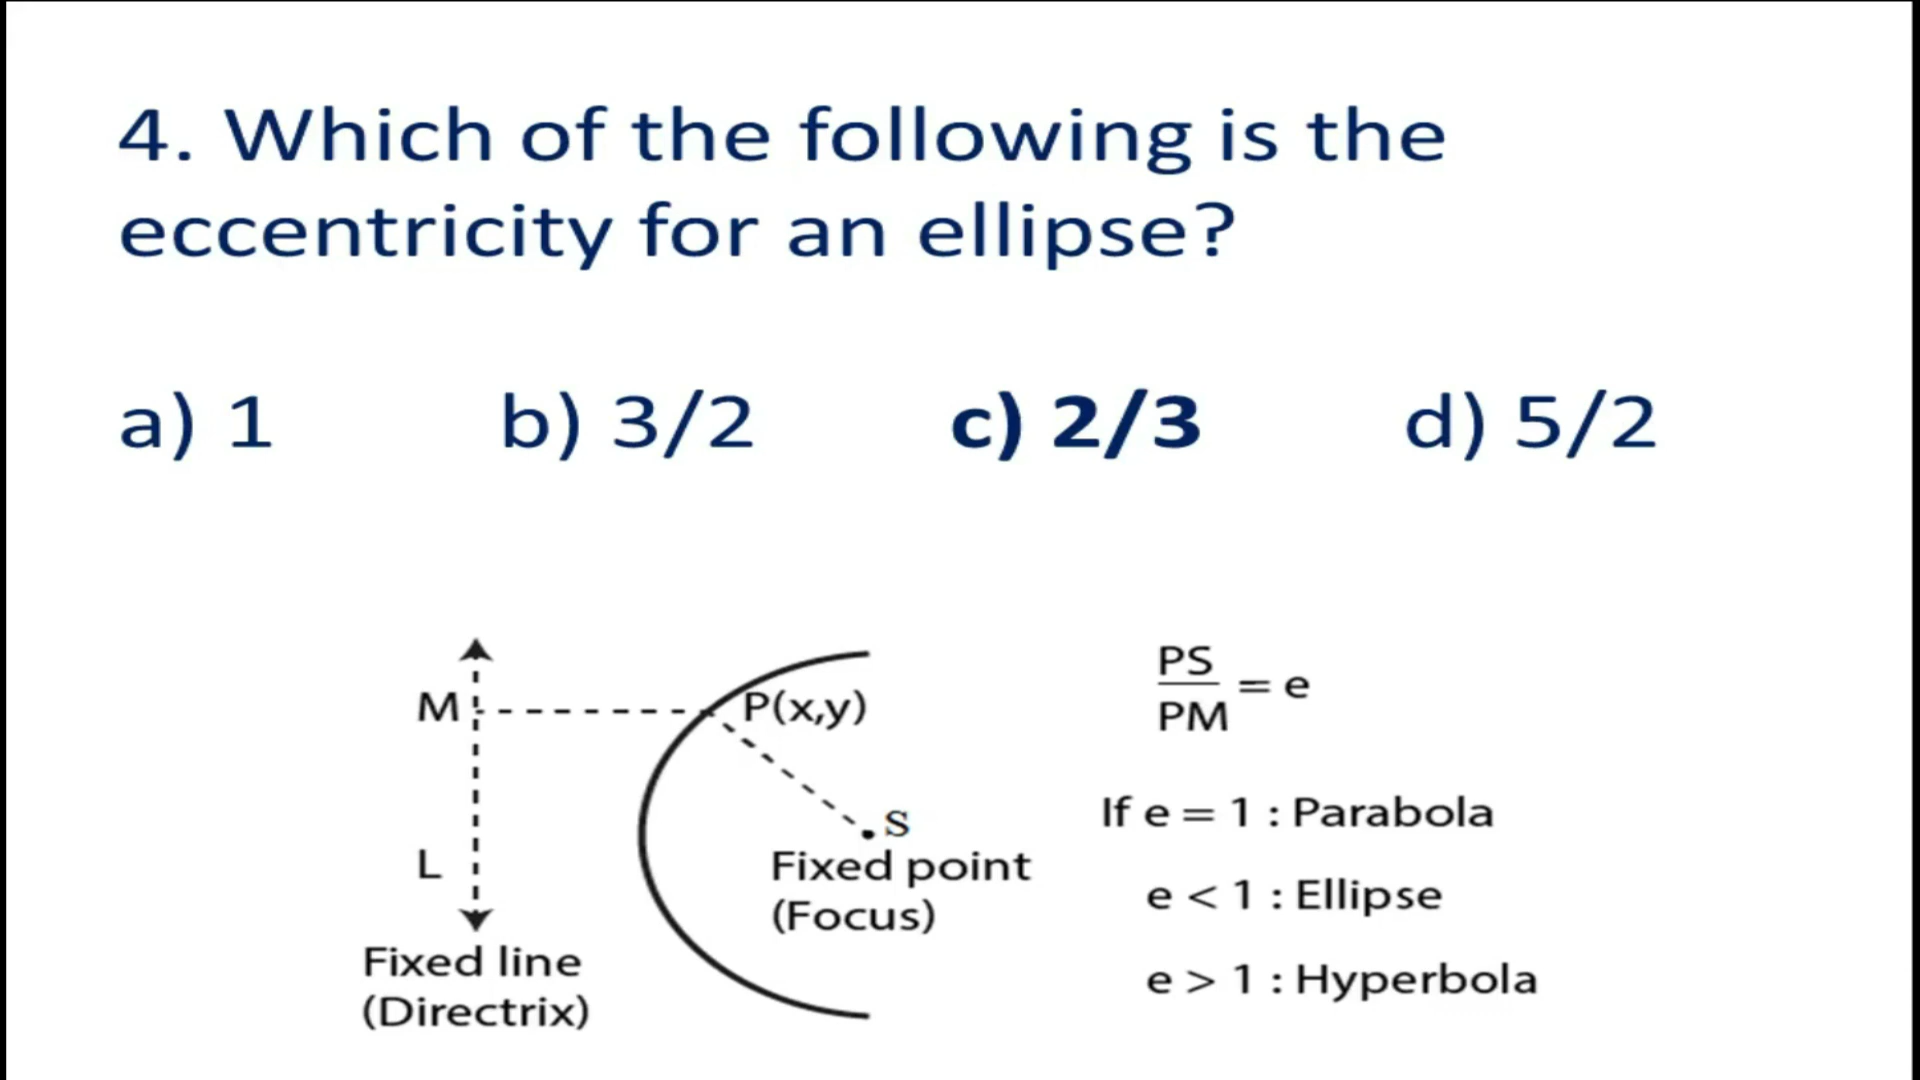 4. Which of the following is the
eccentricity for an ellipse?
a) 1 b) 3/2 c) 2/3 d) 5/2
M
P(x,y)
S
L
Fixed point
(Focus)
Fixed line
(Directrix)
PS
PM
= e
If e = 1 : Parabola
e < 1 : Ellipse
e > 1 : Hyperbola